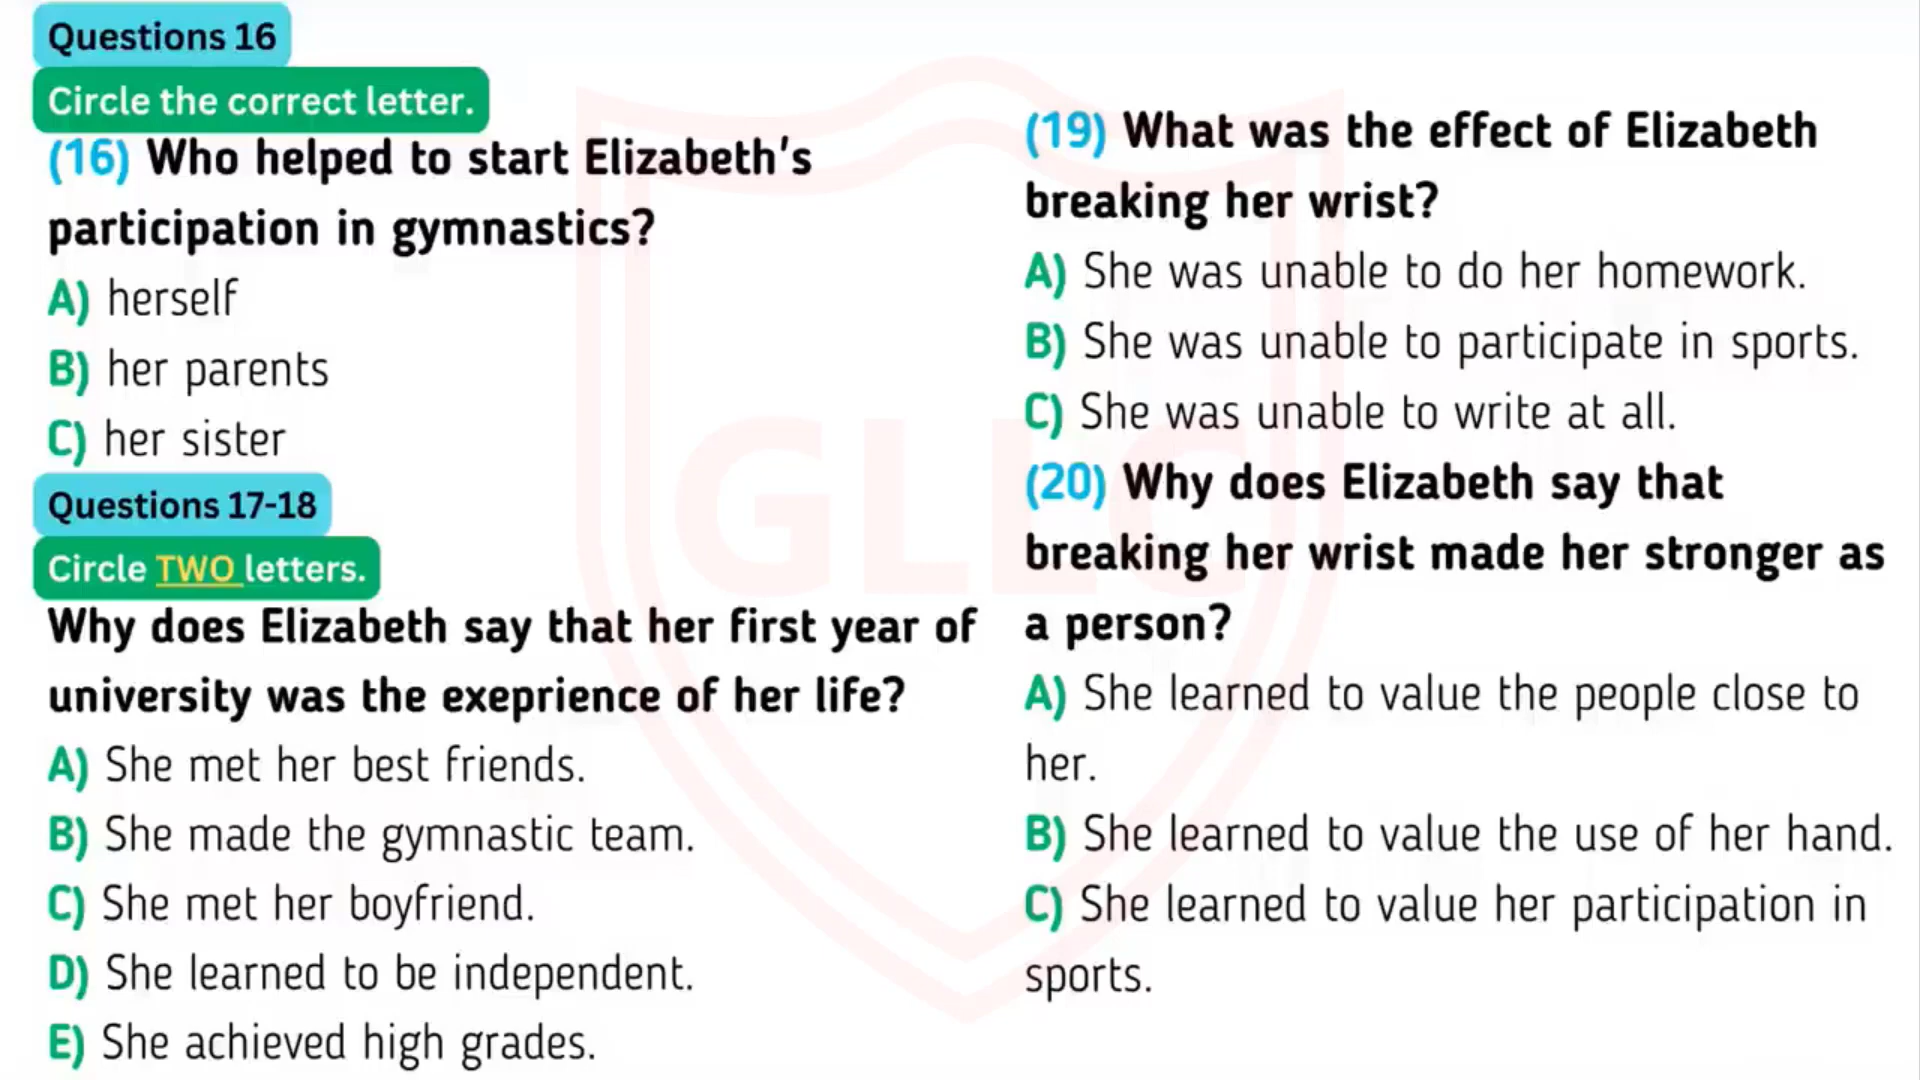 Questions 16
Circle the correct letter.
(16) Who helped to start Elizabeth's
participation in gymnastics?
A) herself
B) her parents
C) her sister
Questions 17-18
Circle TWO letters.
Why does Elizabeth say that her first year of
university was the exeprience of her life?
A) She met her best friends.
B) She made the gymnastic team.
C) She met her boyfriend.
D) She learned to be independent.
E) She achieved high grades.
(19) What was the effect of Elizabeth
breaking her wrist?
A) She was unable to do her homework.
B) She was unable to participate in sports.
C) She was unable to write at all.
(20) Why does Elizabeth say that
breaking her wrist made her stronger as
a person?
A) She learned to value the people close to
her.
B) She learned to value the use of her hand.
C) She learned to value her participation in
sports.
GLLC